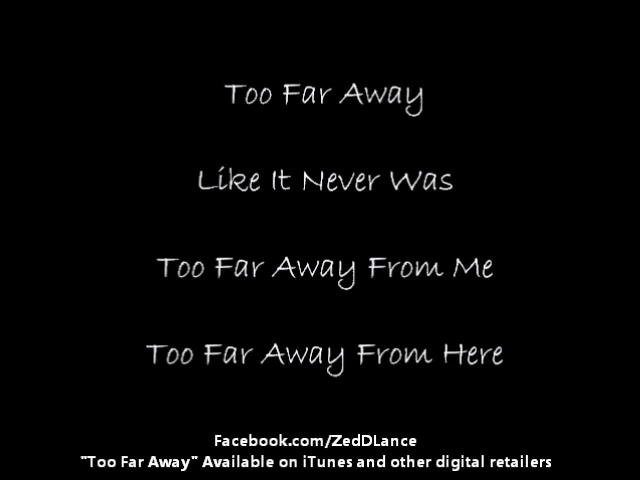 Too Far Away
Like It Never Was
Too Far Away From Me
Too Far Away From Here
Facebook.com/ZedDLance
"Too Far Away" Available on iTunes and other digital retailers